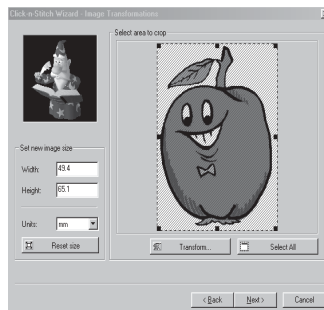 Click-n-Stitch Wizard - Image Transformations
Select area to crop
Set new image size
Width: 49.4
Height: 65.1
Units: mm
Reset size
Transform...
Select All
< Back
Next >
Cancel